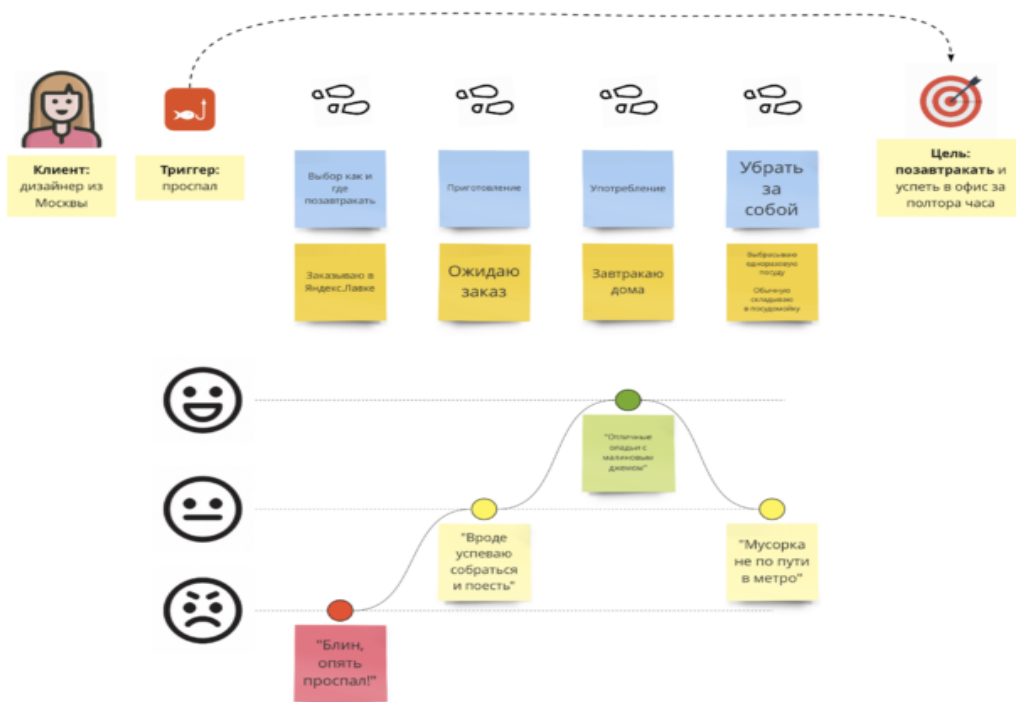 Клиент:
дизайнер из
Москвы
Триггер:
проспал
Выбор как и
где
позавтракать
Приготовление
Употребление
Убрать
за
собой
Цель:
позавтракать и
успеть в офис за
полтора часа
Заказываю в
Яндекс.Лавке
Ожидаю
заказ
Завтракаю
дома
Выбрасываю
одноразовую
посуду
Обычную
складываю
в посудомойку
"Отличные
оладьи с
малиновым
джемом"
"Вроде
успеваю
собраться
и поесть"
"Мусорка
не по пути
в метро"
"Блин,
опять
проспал!"